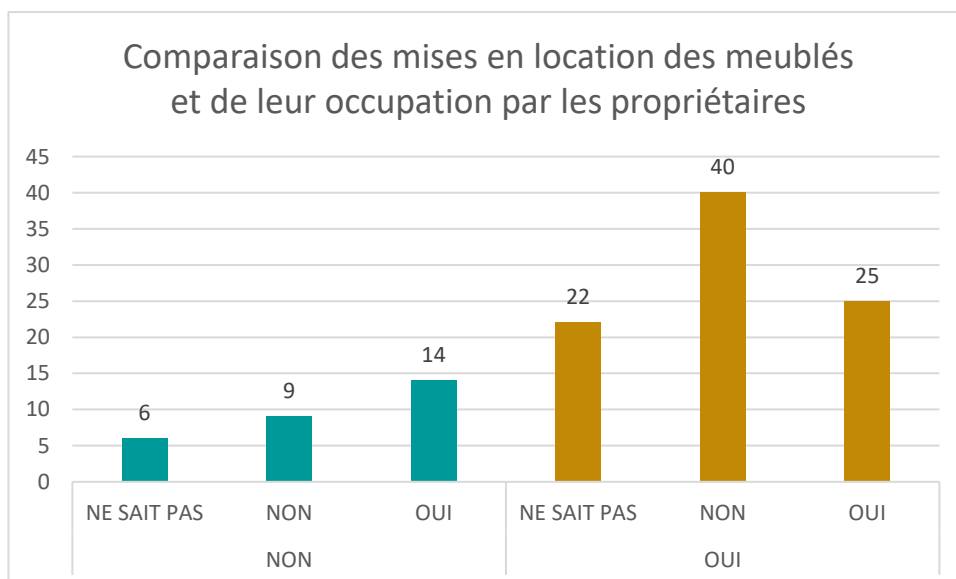 Comparaison des mises en location des meublés
et de leur occupation par les propriétaires
45
40
35
30
25
20
15
10
5
0
6
9
14
22
40
25
NE SAIT PAS
NON
OUI
NE SAIT PAS
NON
OUI
NON
OUI